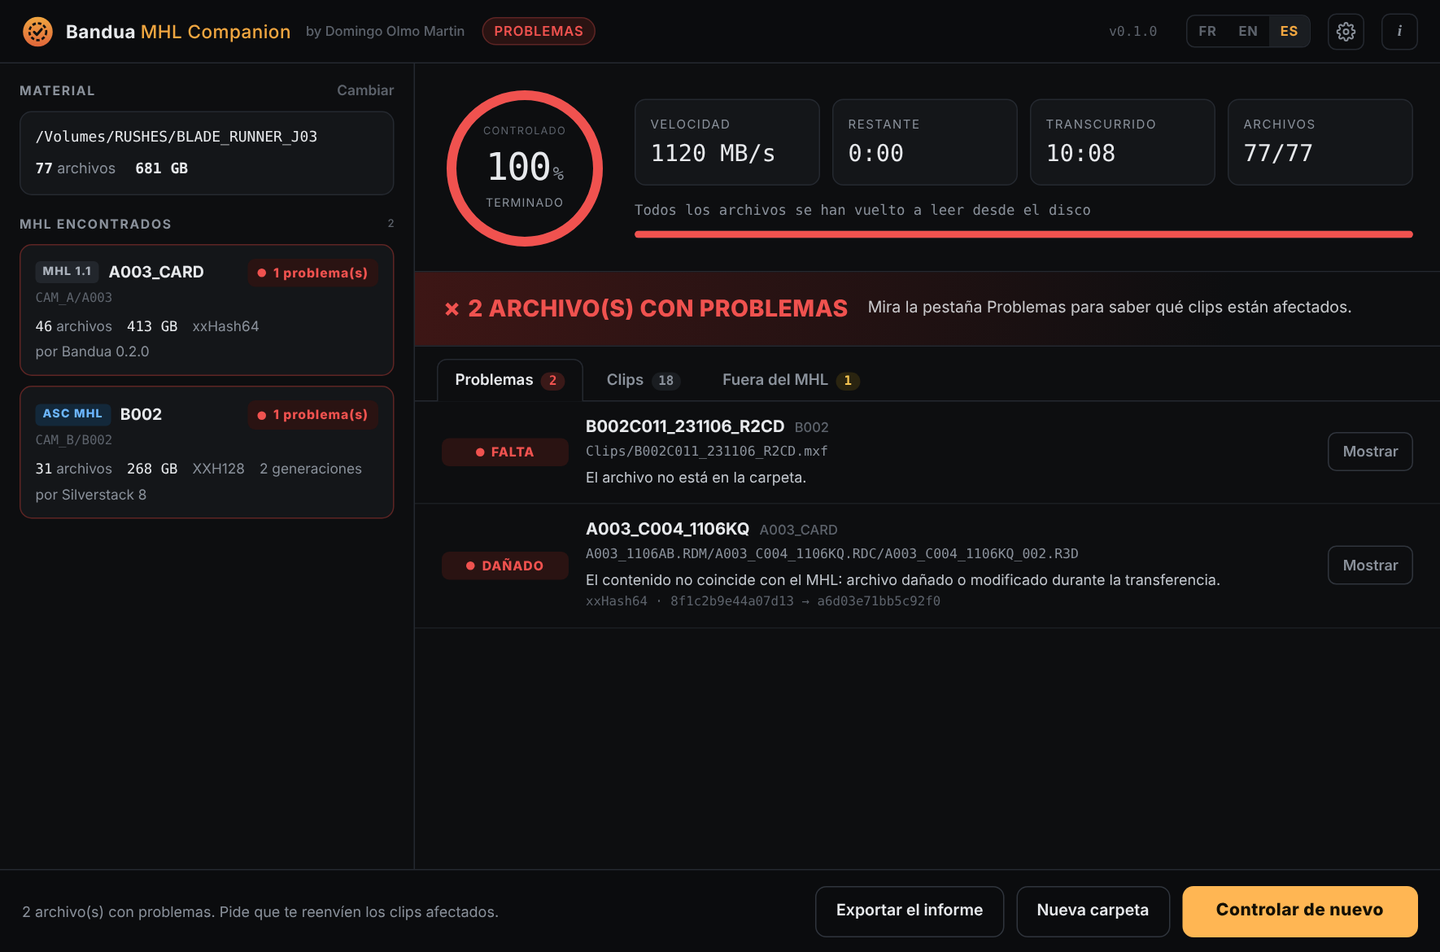 Bandua MHL Companion by Domingo Olmo Martin PROBLEMAS v0.1.0 FR EN ES i
MATERIAL Cambiar
/Volumes/RUSHES/BLADE_RUNNER_J03
77 archivos 681 GB
MHL ENCONTRADOS 2
MHL 1.1 A003_CARD 1 problema(s)
CAM_A/A003
46 archivos 413 GB xxHash64
por Bandua 0.2.0
ASC MHL B002 1 problema(s)
CAM_B/B002
31 archivos 268 GB XXH128 2 generaciones
por Silverstack 8
CONTROLADO
100%
TERMINADO
VELOCIDAD
1120 MB/s
RESTANTE
0:00
TRANSCURRIDO
10:08
ARCHIVOS
77/77
Todos los archivos se han vuelto a leer desde el disco
× 2 ARCHIVO(S) CON PROBLEMAS Mira la pestaña Problemas para saber qué clips están afectados.
Problemas 2 Clips 18 Fuera del MHL 1
FALTA
B002C011_231106_R2CD B002
Clips/B002C011_231106_R2CD.mxf
El archivo no está en la carpeta.
Mostrar
DAÑADO
A003_C004_1106KQ A003_CARD
A003_1106AB.RDM/A003_C004_1106KQ.RDC/A003_C004_1106KQ_002.R3D
El contenido no coincide con el MHL: archivo dañado o modificado durante la transferencia.
xxHash64 · 8f1c2b9e44a07d13 → a6d03e71bb5c92f0
Mostrar
2 archivo(s) con problemas. Pide que te reenvíen los clips afectados.
Exportar el informe Nueva carpeta Controlar de nuevo